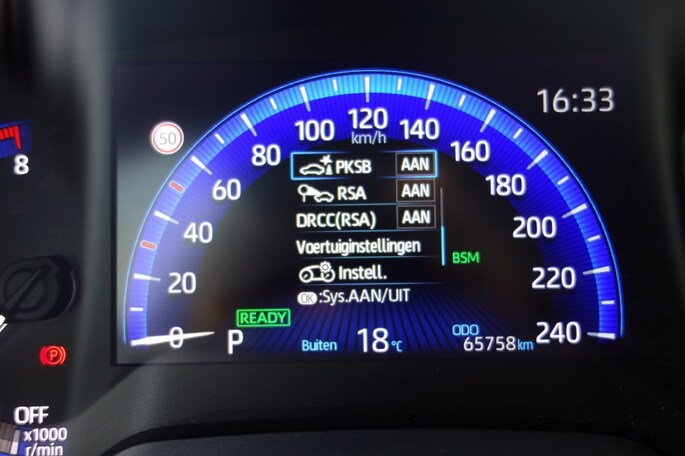 16:33
50
0 20 40 60 80 100 120 140 160 180 200 220 240
km/h
PKSB AAN
RSA AAN
DRCC(RSA) AAN
Voertuiginstellingen
BSM
Instell.
OK :Sys.AAN/UIT
READY
P
Buiten 18 °C
ODO
65758 km
8
P
OFF
x1000
r/min